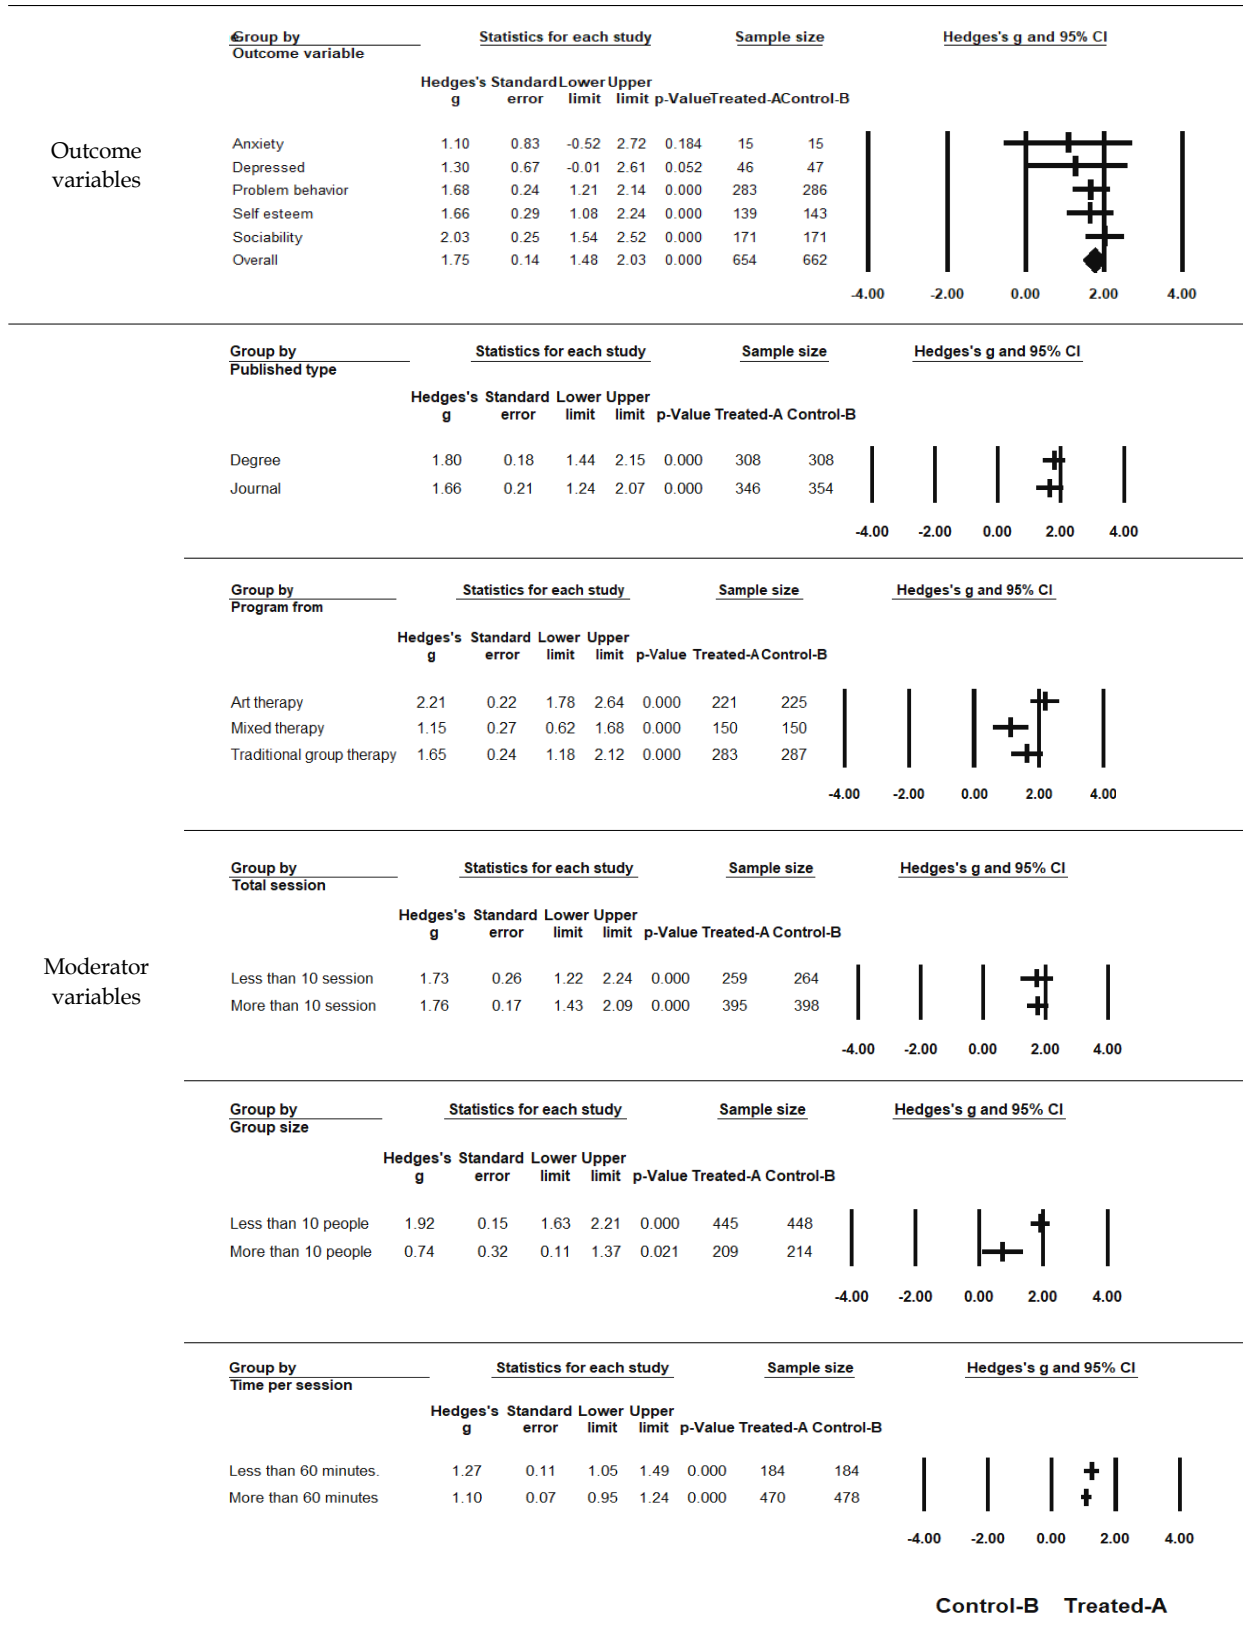 Group by Statistics for each study Sample size Hedges's g and 95% CI
Outcome variable
Hedges's Standard Lower Upper
g error limit limit p-Value Treated-A Control-B
Outcome
variables
Anxiety 1.10 0.83 -0.52 2.72 0.184 15 15
Depressed 1.30 0.67 -0.01 2.61 0.052 46 47
Problem behavior 1.68 0.24 1.21 2.14 0.000 283 286
Self esteem 1.66 0.29 1.08 2.24 0.000 139 143
Sociability 2.03 0.25 1.54 2.52 0.000 171 171
Overall 1.75 0.14 1.48 2.03 0.000 654 662
-4.00 -2.00 0.00 2.00 4.00
Group by Statistics for each study Sample size Hedges's g and 95% CI
Published type
Hedges's Standard Lower Upper
g error limit limit p-Value Treated-A Control-B
Degree 1.80 0.18 1.44 2.15 0.000 308 308
Journal 1.66 0.21 1.24 2.07 0.000 346 354
-4.00 -2.00 0.00 2.00 4.00
Group by Statistics for each study Sample size Hedges's g and 95% CI
Program from
Hedges's Standard Lower Upper
g error limit limit p-Value Treated-A Control-B
Art therapy 2.21 0.22 1.78 2.64 0.000 221 225
Mixed therapy 1.15 0.27 0.62 1.68 0.000 150 150
Traditional group therapy 1.65 0.24 1.18 2.12 0.000 283 287
-4.00 -2.00 0.00 2.00 4.00
Group by Statistics for each study Sample size Hedges's g and 95% CI
Total session
Hedges's Standard Lower Upper
g error limit limit p-Value Treated-A Control-B
Moderator
variables
Less than 10 session 1.73 0.26 1.22 2.24 0.000 259 264
More than 10 session 1.76 0.17 1.43 2.09 0.000 395 398
-4.00 -2.00 0.00 2.00 4.00
Group by Statistics for each study Sample size Hedges's g and 95% CI
Group size
Hedges's Standard Lower Upper
g error limit limit p-Value Treated-A Control-B
Less than 10 people 1.92 0.15 1.63 2.21 0.000 445 448
More than 10 people 0.74 0.32 0.11 1.37 0.021 209 214
-4.00 -2.00 0.00 2.00 4.00
Group by Statistics for each study Sample size Hedges's g and 95% CI
Time per session
Hedges's Standard Lower Upper
g error limit limit p-Value Treated-A Control-B
Less than 60 minutes. 1.27 0.11 1.05 1.49 0.000 184 184
More than 60 minutes 1.10 0.07 0.95 1.24 0.000 470 478
-4.00 -2.00 0.00 2.00 4.00
Control-B Treated-A